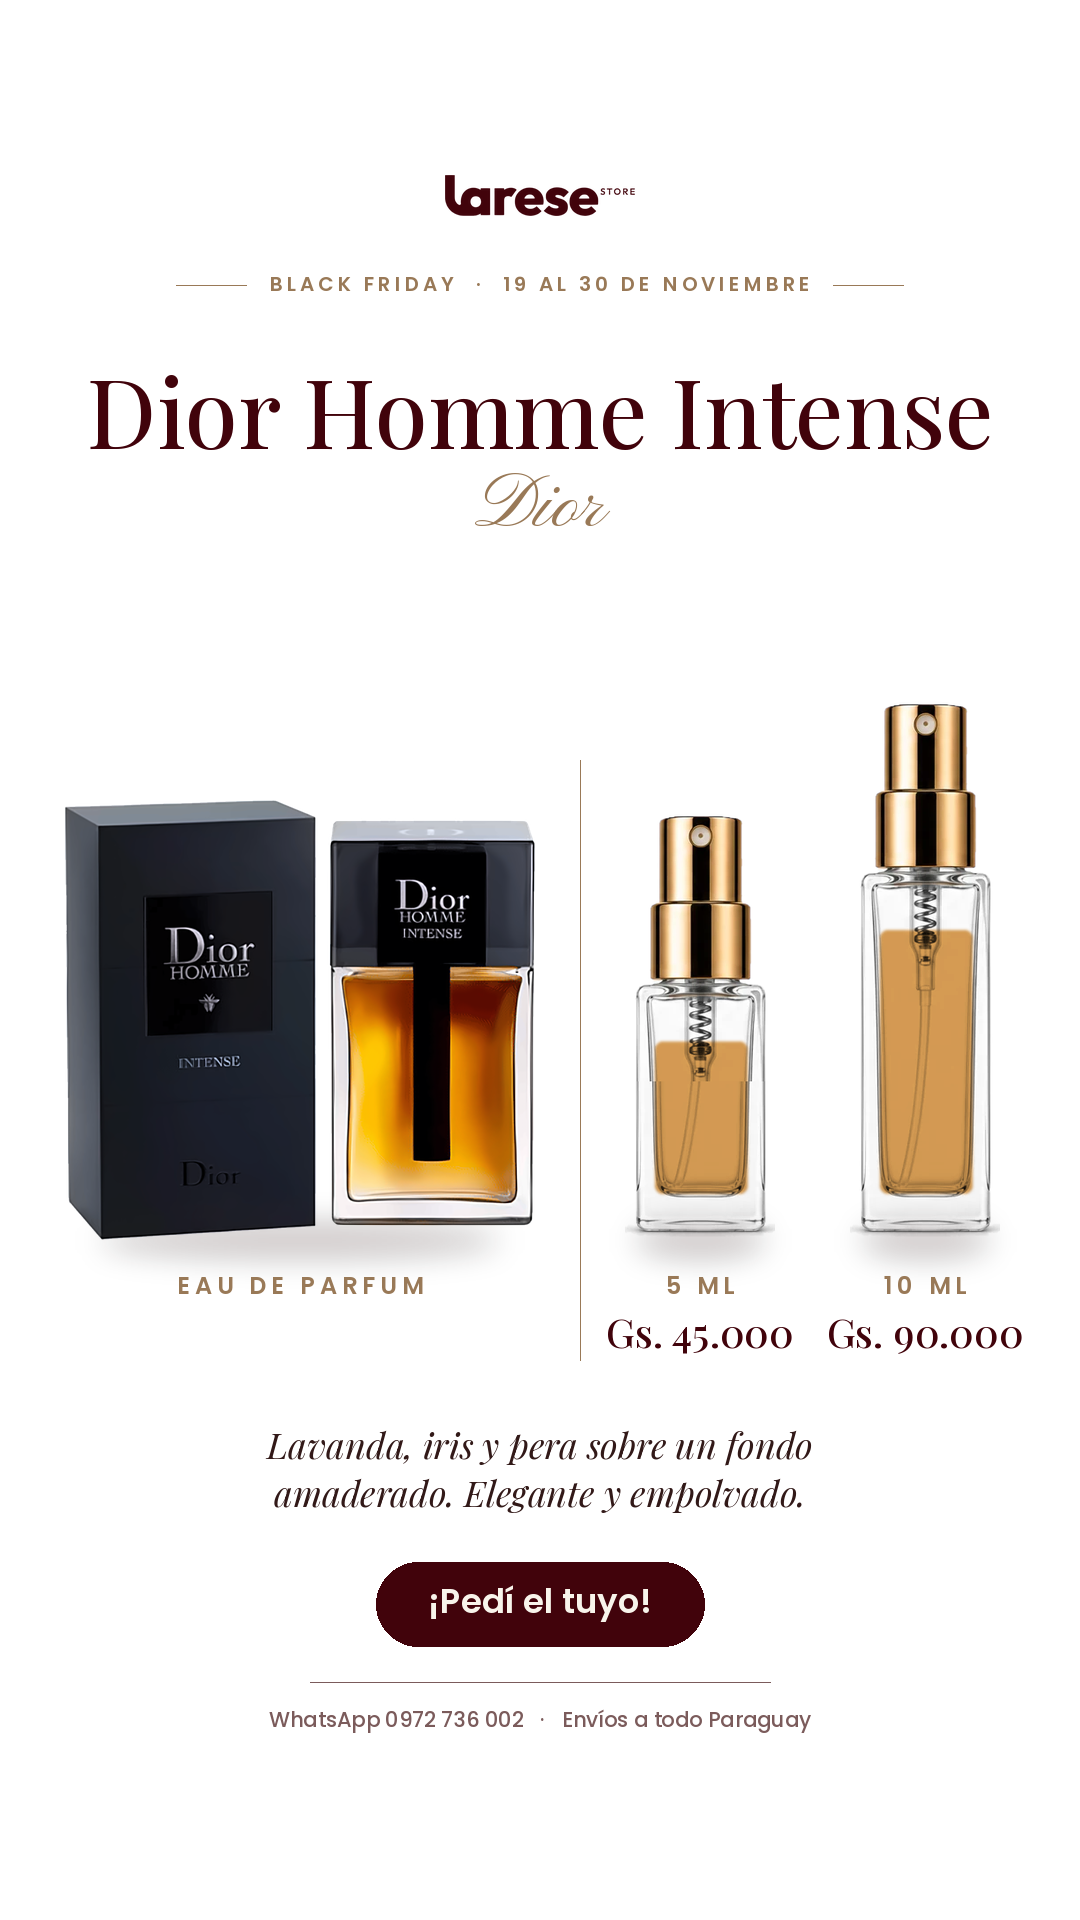 Larese STORE
BLACK FRIDAY · 19 AL 30 DE NOVIEMBRE
Dior Homme Intense
Dior
Dior
HOMME
INTENSE
Dior
Dior
HOMME
INTENSE
EAU DE PARFUM
5 ML
Gs. 45.000
10 ML
Gs. 90.000
Lavanda, iris y pera sobre un fondo
amaderado. Elegante y empolvado.
¡Pedí el tuyo!
WhatsApp 0972 736 002 · Envíos a todo Paraguay